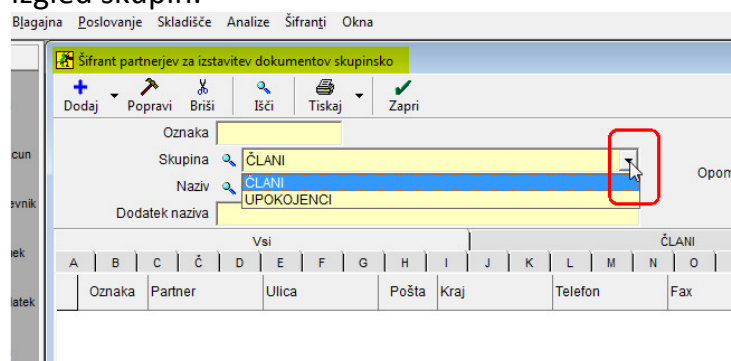 izgled skupin.
Blagajna Poslovanje Skladišče Analize Šifranti Okna
Šifrant partnerjev za izstavitev dokumentov skupinsko
Dodaj Popravi Briši Išči Tiskaj Zapri
Oznaka
cun
Skupina ČLANI
Opom
Naziv ČLANI
evnik
UPOKOJENCI
Dodatek naziva
Vsi ČLANI
ek
A B C Č D E F G H I J K L M N O
Oznaka Partner Ulica Pošta Kraj Telefon Fax
latek